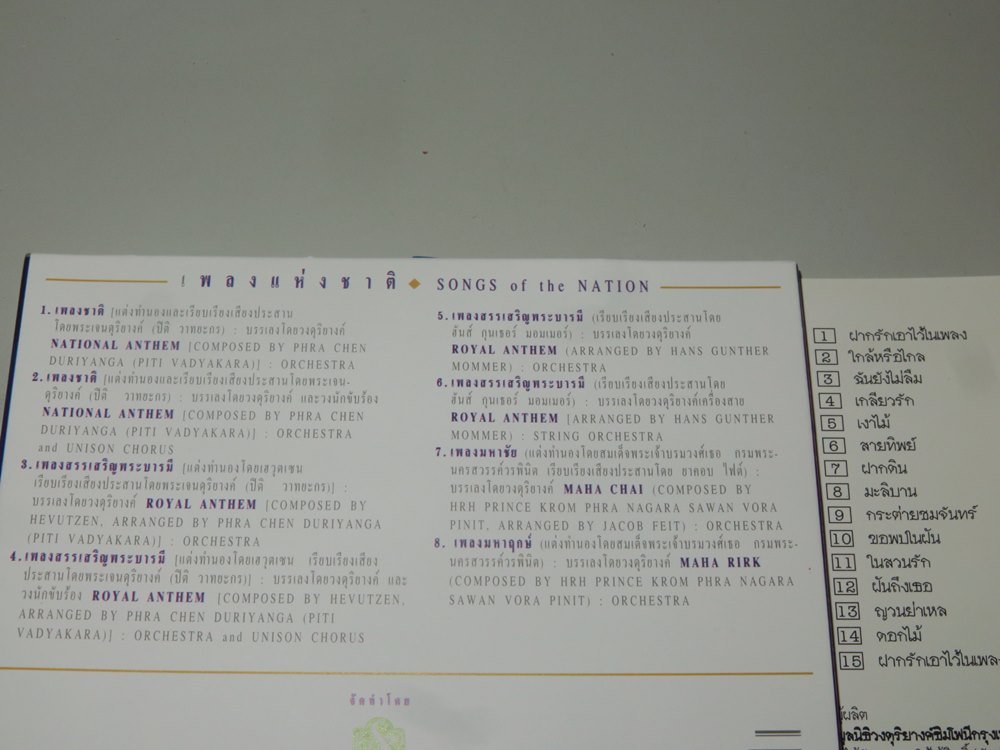 เพลงแห่งชาติ ◆ SONGS of the NATION
1. เพลงชาติ [แต่งทำนองและเรียบเรียงเสียงประสาน
โดยพระเจนดุริยางค์ (ปีติ วาทยะกร) : บรรเลงโดยวงดุริยางค์
NATIONAL ANTHEM [COMPOSED BY PHRA CHEN
DURIYANGA (PITI VADYAKARA)] : ORCHESTRA
2. เพลงชาติ [แต่งทำนองและเรียบเรียงเสียงประสานโดยพระเจน-
ดุริยางค์ (ปีติ วาทยะกร) : บรรเลงโดยวงดุริยางค์ และวงนักขับร้อง
NATIONAL ANTHEM [COMPOSED BY PHRA CHEN
DURIYANGA (PITI VADYAKARA)] : ORCHESTRA
and UNISON CHORUS
3. เพลงสรรเสริญพระบารมี [แต่งทำนองโดยเฮวุดเซน
เรียบเรียงเสียงประสานโดยพระเจนดุริยางค์ (ปีติ วาทยะกร)] :
บรรเลงโดยวงดุริยางค์ ROYAL ANTHEM [COMPOSED BY
HEVUTZEN, ARRANGED BY PHRA CHEN DURIYANGA
(PITI VADYAKARA)] : ORCHESTRA
4. เพลงสรรเสริญพระบารมี [แต่งทำนองโดยเฮวุดเซน เรียบเรียงเสียง
ประสานโดยพระเจนดุริยางค์ (ปีติ วาทยะกร)] : บรรเลงโดยวงดุริยางค์ และ
วงนักขับร้อง ROYAL ANTHEM [COMPOSED BY HEVUTZEN,
ARRANGED BY PHRA CHEN DURIYANGA (PITI
VADYAKARA)] : ORCHESTRA and UNISON CHORUS
5. เพลงสรรเสริญพระบารมี (เรียบเรียงเสียงประสานโดย
ฮันส์ กุนเธอร์ มอมเมอร์) : บรรเลงโดยวงดุริยางค์
ROYAL ANTHEM (ARRANGED BY HANS GUNTHER
MOMMER) : ORCHESTRA
6. เพลงสรรเสริญพระบารมี (เรียบเรียงเสียงประสานโดย
ฮันส์ กุนเธอร์ มอมเมอร์) : บรรเลงโดยวงดุริยางค์เครื่องสาย
ROYAL ANTHEM [ARRANGED BY HANS GUNTHER
MOMMER) : STRING ORCHESTRA
7. เพลงมหาชัย (แต่งทำนองโดยสมเด็จพระเจ้าบรมวงศ์เธอ กรมพระ-
นครสวรรค์วรพินิต เรียบเรียงเสียงประสานโดย ยาคอบ ไฟด์) :
บรรเลงโดยวงดุริยางค์ MAHA CHAI (COMPOSED BY
HRH PRINCE KROM PHRA NAGARA SAWAN VORA
PINIT, ARRANGED BY JACOB FEIT) : ORCHESTRA
8. เพลงมหาฤกษ์ (แต่งทำนองโดยสมเด็จพระเจ้าบรมวงศ์เธอ กรมพระ-
นครสวรรค์วรพินิต) : บรรเลงโดยวงดุริยางค์ MAHA RIRK
(COMPOSED BY HRH PRINCE KROM PHRA NAGARA
SAWAN VORA PINIT) : ORCHESTRA
จัดทำโดย
1 ฝากรักเอาไว้ในเพลง
2 ใกล้หรือไกล
3 ฉันยังไม่ลืม
4 เกลียวรัก
5 เงาไม้
6 สายทิพย์
7 ฝากดิน
8 มะลิบาน
9 กระต่ายชมจันทร์
10 ขอพบในฝัน
11 ในสวนรัก
12 ฝันถึงเธอ
13 ญวนย่าเหล
14 ดอกไม้
15 ฝากรักเอาไว้ในเพลง
ผู้ผลิต
มูลนิธิวงดุริยางค์ซิมโฟนีกรุงเ